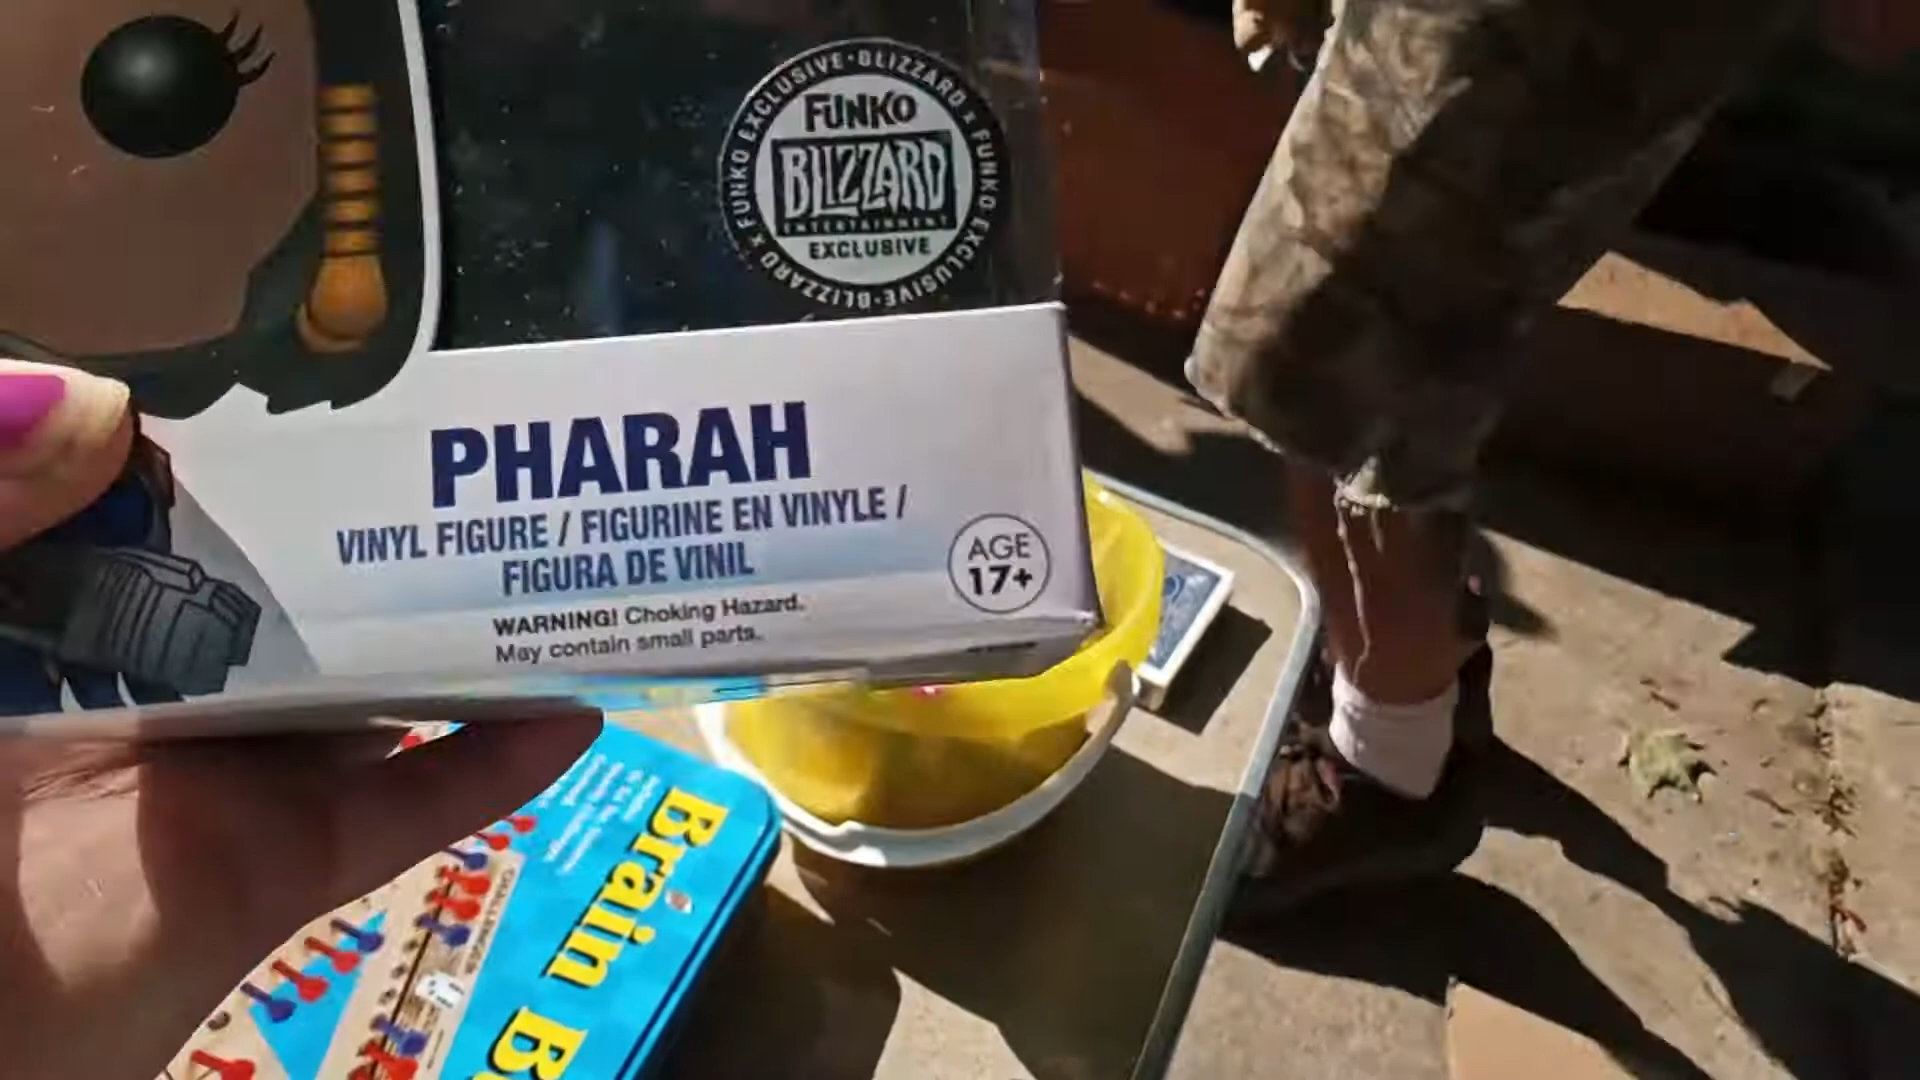 FUNKO EXCLUSIVE • BLIZZARD x FUNKO EXCLUSIVE • BLIZZARD x
FUNKO
BLIZZARD
ENTERTAINMENT
EXCLUSIVE
PHARAH
VINYL FIGURE / FIGURINE EN VINYLE /
FIGURA DE VINIL
AGE
17+
WARNING! Choking Hazard.
May contain small parts.
Brain B
CHALLENGES